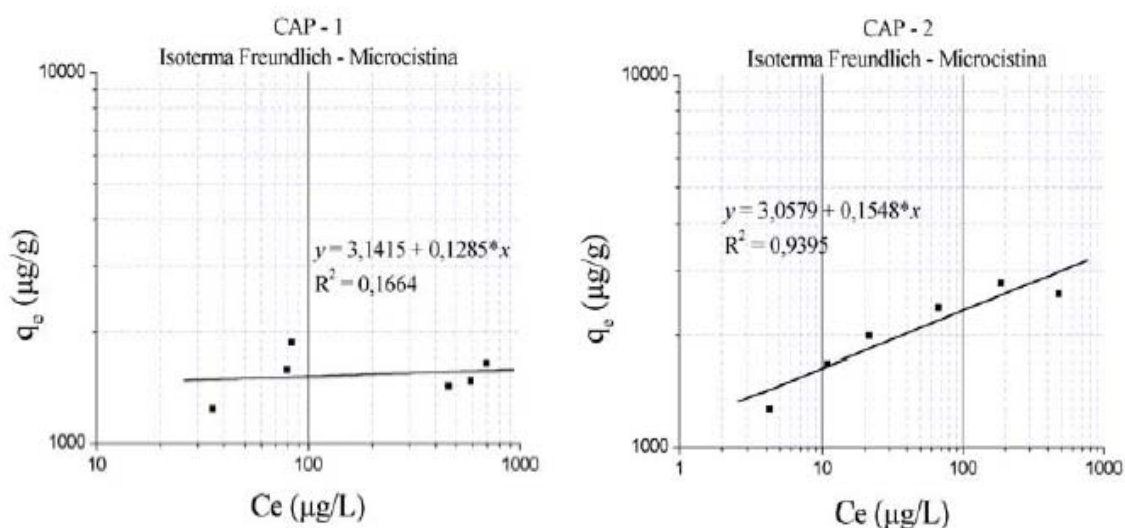 CAP - 1
Isoterma Freundlich - Microcistina
10000
y = 3,1415 + 0,1285*x
R² = 0,1664
qe (µg/g)
1000
10
100
1000
Ce (µg/L)
CAP - 2
Isoterma Freundlich - Microcistina
10000
y = 3,0579 + 0,1548*x
R² = 0,9395
qe (µg/g)
1000
1
10
100
1000
Ce (µg/L)